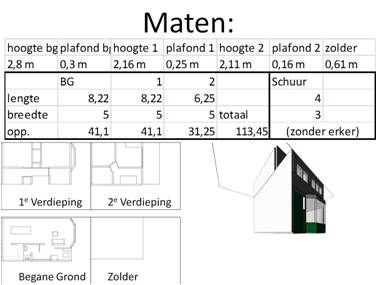 Maten:
hoogte bg plafond bg hoogte 1 plafond 1 hoogte 2 plafond 2 zolder
2,8 m 0,3 m 2,16 m 0,25 m 2,11 m 0,16 m 0,61 m
BG 1 2 Schuur
lengte 8,22 8,22 6,25 4
breedte 5 5 5 totaal 3
opp. 41,1 41,1 31,25 113,45 (zonder erker)
1e Verdieping 2e Verdieping
Begane Grond Zolder